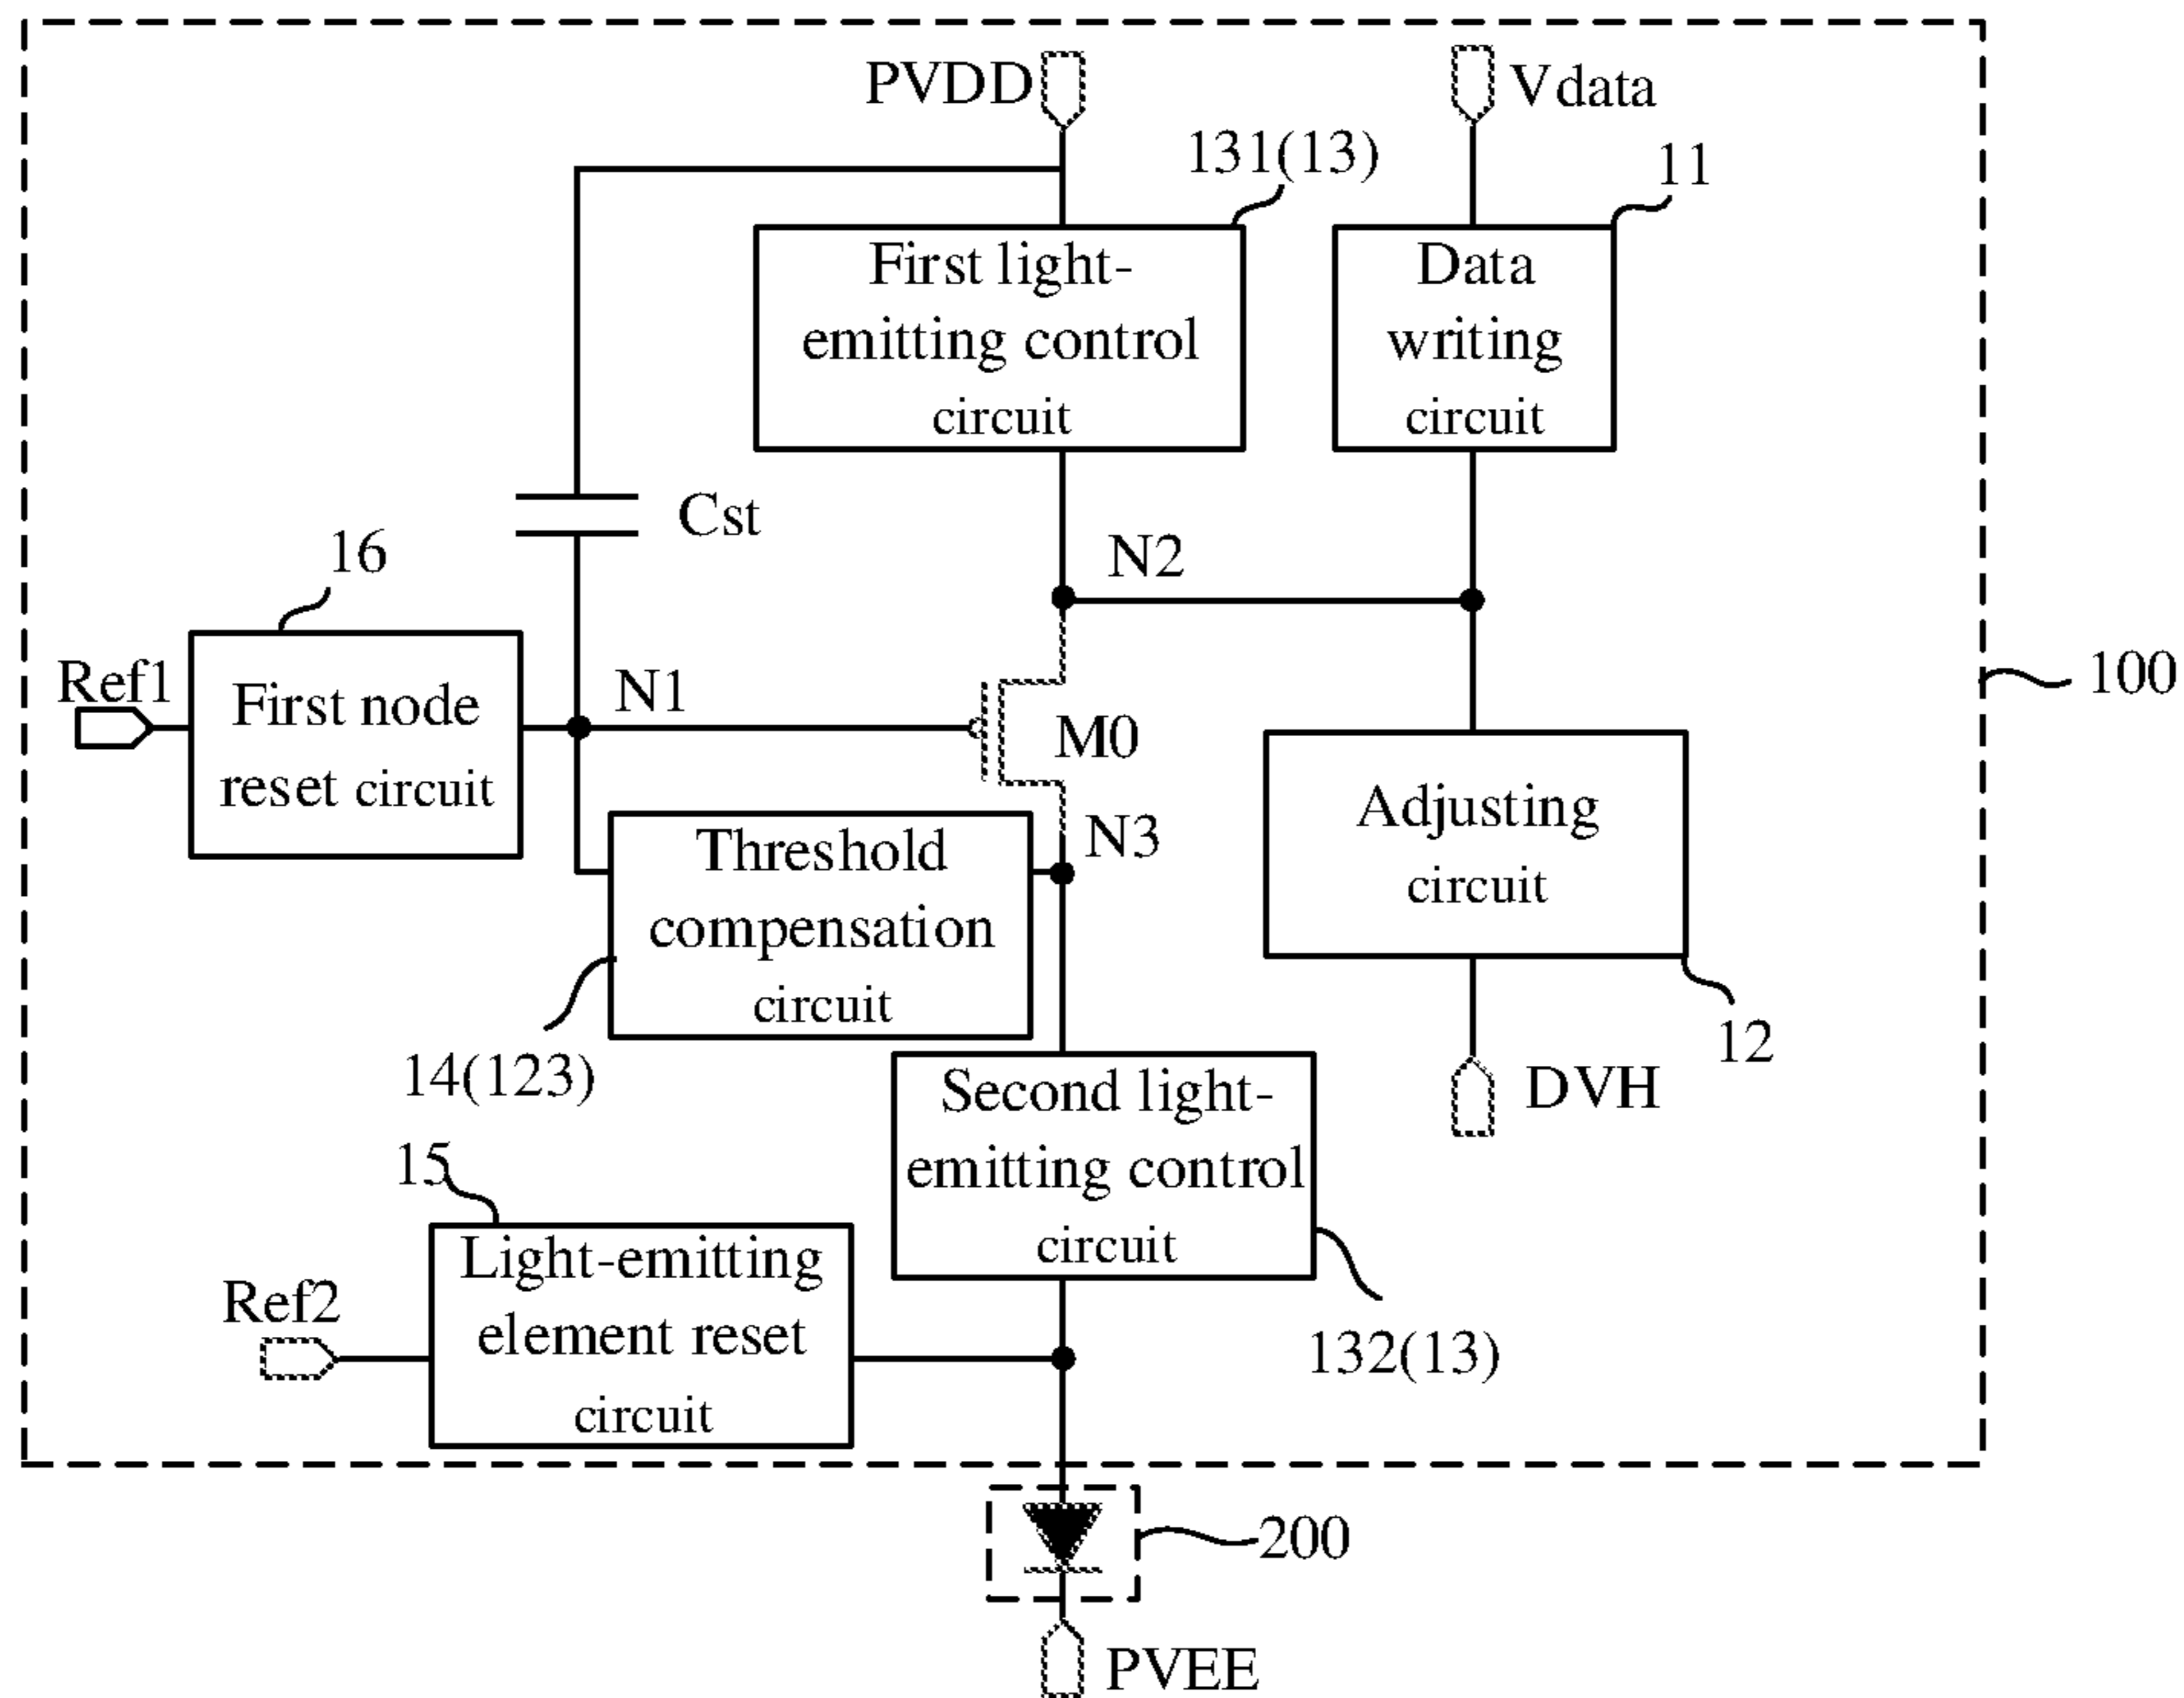 PVDD
Vdata
131(13)
11
First light-
emitting control
circuit
Data
writing
circuit
Cst
16
N2
Ref1
First node
reset circuit
N1
M0
100
N3
Threshold
compensation
circuit
Adjusting
circuit
14(123)
12
DVH
Second light-
emitting control
circuit
15
Light-emitting
element reset
circuit
Ref2
132(13)
200
PVEE